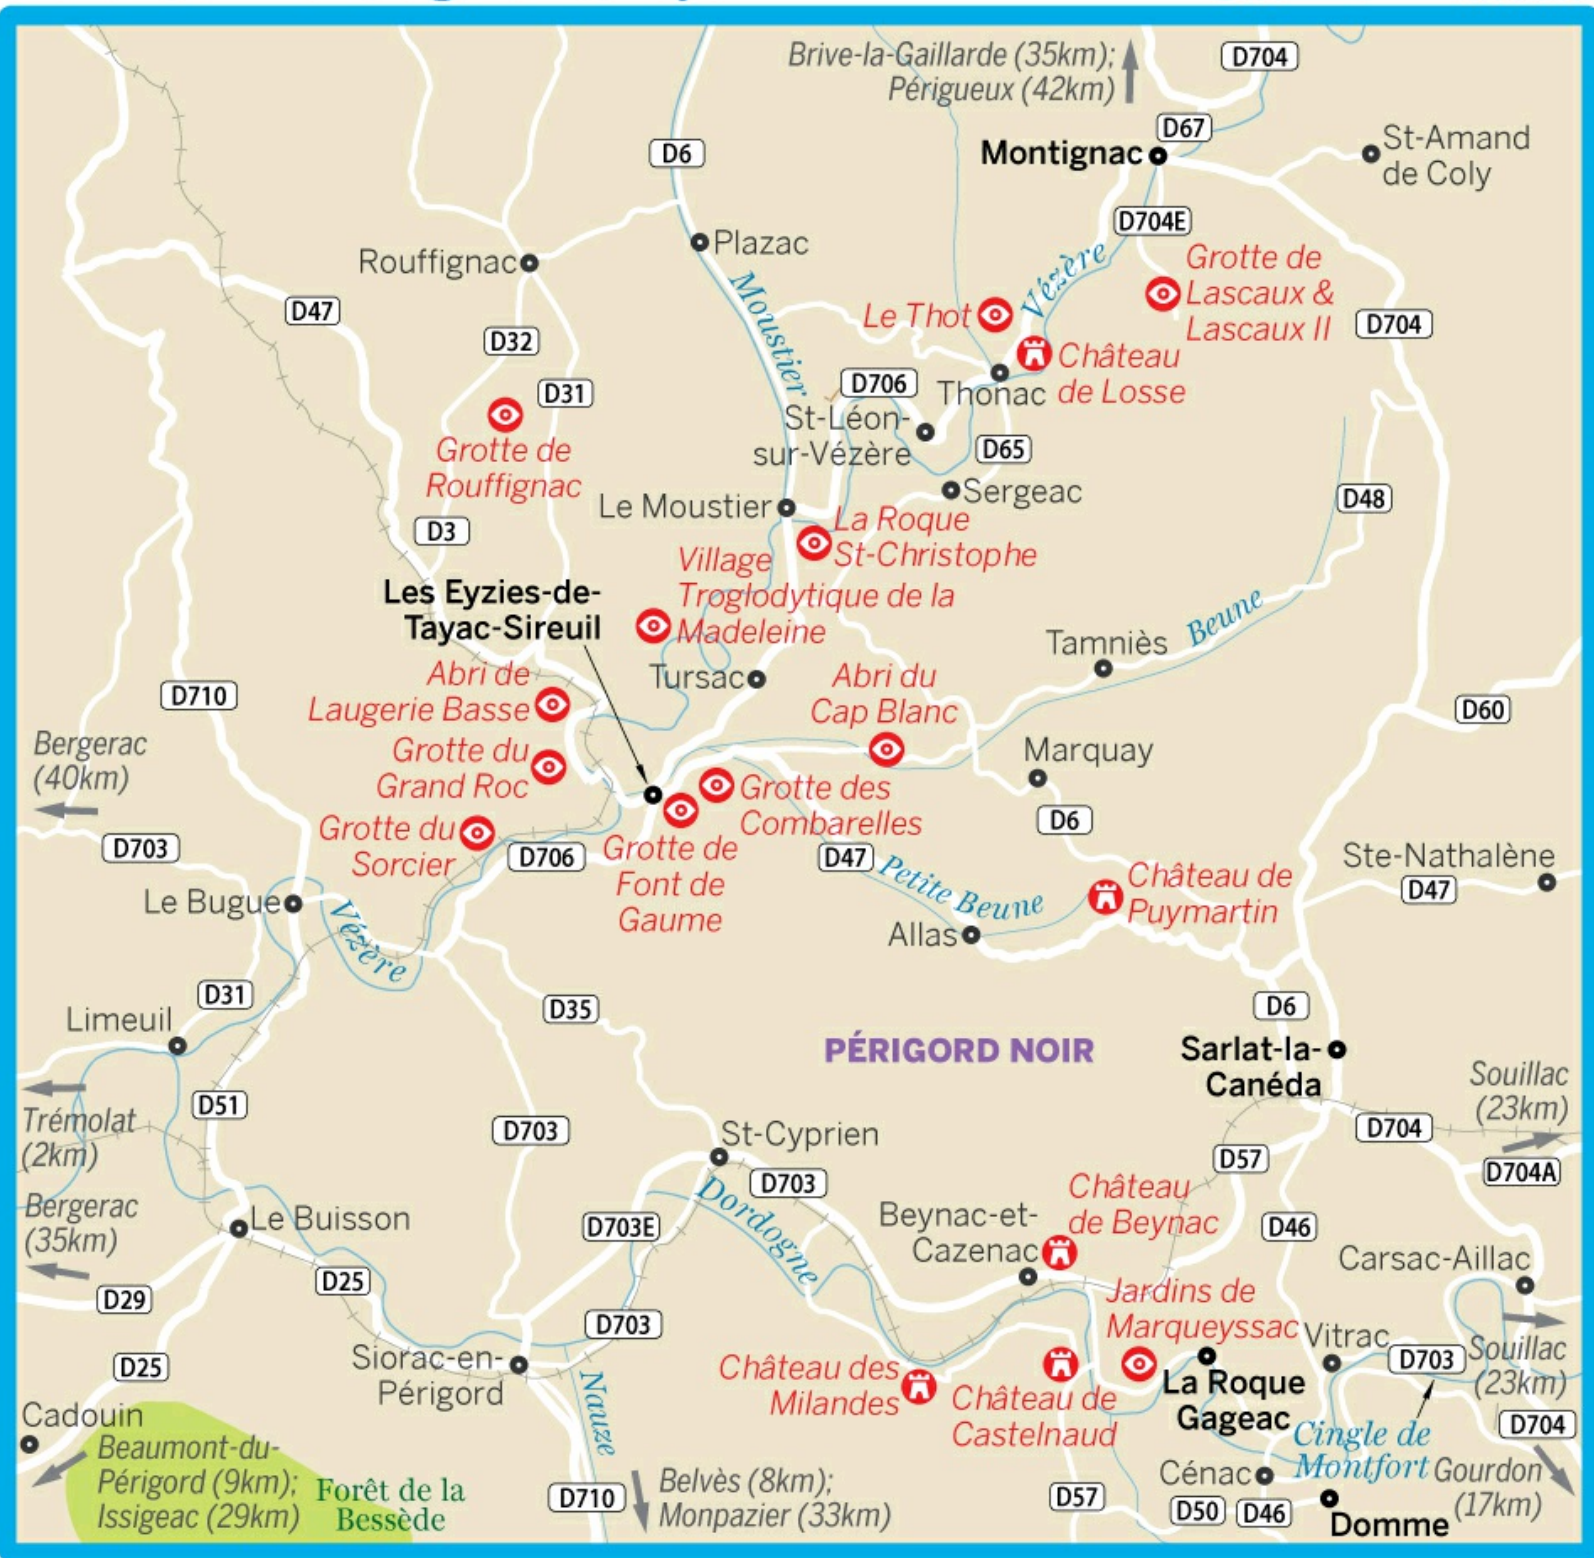 Brive-la-Gaillarde (35km);
Périgueux (42km)
D704
D67
D6
Montignac
St-Amand
de Coly
D704E
Plazac
Rouffignac
Vézère
Grotte de
Lascaux &
Lascaux II
D47
Moustier
Le Thot
D704
D32
Château
de Losse
D31
D706
Thonac
St-Léon-
sur-Vézère
D65
Grotte de
Rouffignac
Sergeac
D48
Le Moustier
D3
La Roque
St-Christophe
Village
Troglodytique de la
Madeleine
Les Eyzies-de-
Tayac-Sireuil
Beune
Tamniès
Tursac
Abri de
Laugerie Basse
Abri du
Cap Blanc
D710
D60
Bergerac
(40km)
Grotte du
Grand Roc
Marquay
Grotte des
Combarelles
D6
Grotte du
Sorcier
D703
D706
Grotte de
Font de
Gaume
D47
Petite Beune
Ste-Nathalène
D47
Château de
Puymartin
Le Bugue
Vézère
Allas
D31
D35
D6
Limeuil
PÉRIGORD NOIR
Sarlat-la-
Canéda
Souillac
(23km)
D51
Trémolat
(2km)
D703
St-Cyprien
D704
D57
D704A
D703
Dordogne
Château
de Beynac
Bergerac
(35km)
Le Buisson
D703E
Beynac-et-
Cazenac
D46
Carsac-Aillac
D25
D29
Jardins de
Marqueyssac
D703
Vitrac
Souillac
(23km)
D703
D25
Siorac-en-
Périgord
Château des
Milandes
Château de
Castelnaud
La Roque
Gageac
Nauze
Cadouin
Cingle de
Montfort
D704
Beaumont-du-
Périgord (9km);
Issigeac (29km)
Forêt de la
Bessède
D710
Belvès (8km);
Monpazier (33km)
Cénac
Gourdon
(17km)
D57
D50
D46
Domme